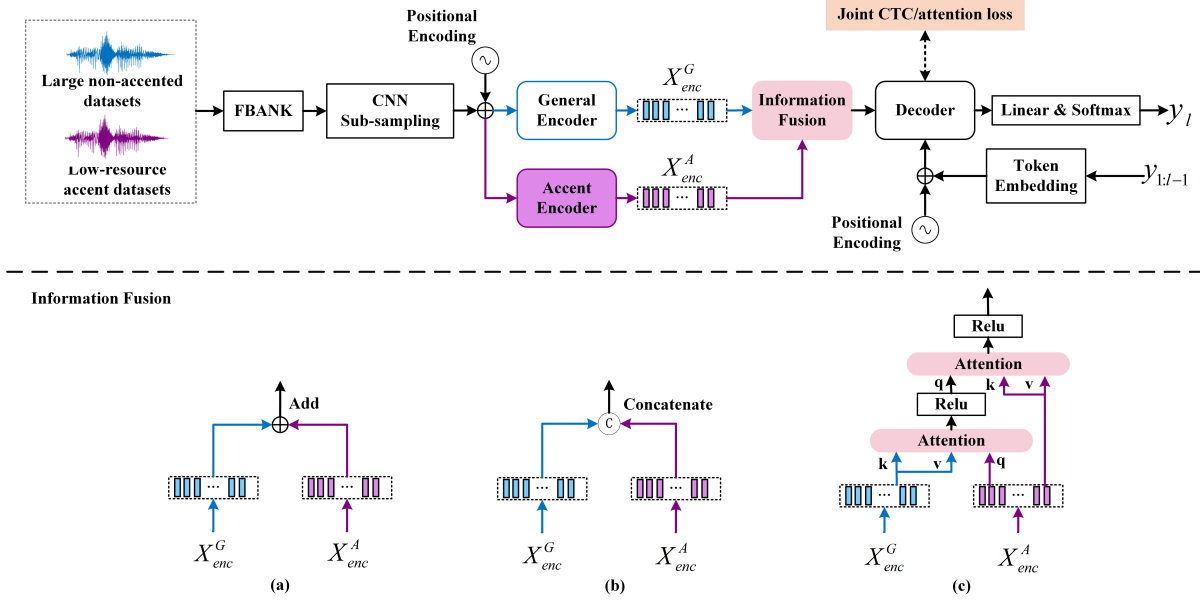 Large non-accented
datasets
Low-resource
accent datasets
FBANK
CNN
Sub-sampling
Positional
Encoding
General
Encoder
Accent
Encoder
X^G_enc
X^A_enc
Information
Fusion
Joint CTC/attention loss
Decoder
Linear & Softmax
y_l
Token
Embedding
y_{1:l-1}
Positional
Encoding
Information Fusion
Add
X^G_enc
X^A_enc
(a)
Concatenate
C
X^G_enc
X^A_enc
(b)
Relu
Attention
q
k
v
Relu
Attention
k
v
q
X^G_enc
X^A_enc
(c)